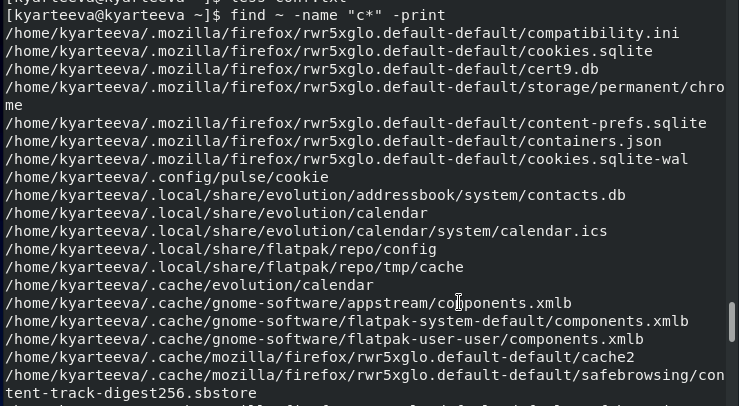 [kyarteeva@kyarteeva ~]$ less conf.txt
[kyarteeva@kyarteeva ~]$ find ~ -name "c*" -print
/home/kyarteeva/.mozilla/firefox/rwr5xglo.default-default/compatibility.ini
/home/kyarteeva/.mozilla/firefox/rwr5xglo.default-default/cookies.sqlite
/home/kyarteeva/.mozilla/firefox/rwr5xglo.default-default/cert9.db
/home/kyarteeva/.mozilla/firefox/rwr5xglo.default-default/storage/permanent/chro
me
/home/kyarteeva/.mozilla/firefox/rwr5xglo.default-default/content-prefs.sqlite
/home/kyarteeva/.mozilla/firefox/rwr5xglo.default-default/containers.json
/home/kyarteeva/.mozilla/firefox/rwr5xglo.default-default/cookies.sqlite-wal
/home/kyarteeva/.config/pulse/cookie
/home/kyarteeva/.local/share/evolution/addressbook/system/contacts.db
/home/kyarteeva/.local/share/evolution/calendar
/home/kyarteeva/.local/share/evolution/calendar/system/calendar.ics
/home/kyarteeva/.local/share/flatpak/repo/config
/home/kyarteeva/.local/share/flatpak/repo/tmp/cache
/home/kyarteeva/.cache/evolution/calendar
/home/kyarteeva/.cache/gnome-software/appstream/components.xmlb
/home/kyarteeva/.cache/gnome-software/flatpak-system-default/components.xmlb
/home/kyarteeva/.cache/gnome-software/flatpak-user-user/components.xmlb
/home/kyarteeva/.cache/mozilla/firefox/rwr5xglo.default-default/cache2
/home/kyarteeva/.cache/mozilla/firefox/rwr5xglo.default-default/safebrowsing/con
tent-track-digest256.sbstore